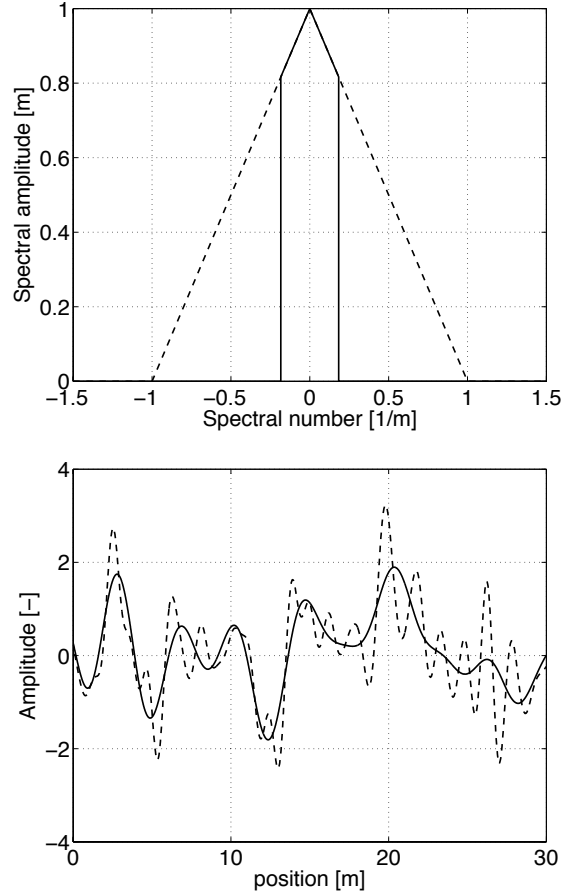 Spectral amplitude [m]
1
0.8
0.6
0.4
0.2
0
−1.5 −1 −0.5 0 0.5 1 1.5
Spectral number [1/m]
Amplitude [-]
4
2
0
−2
−4
0 10 20 30
position [m]